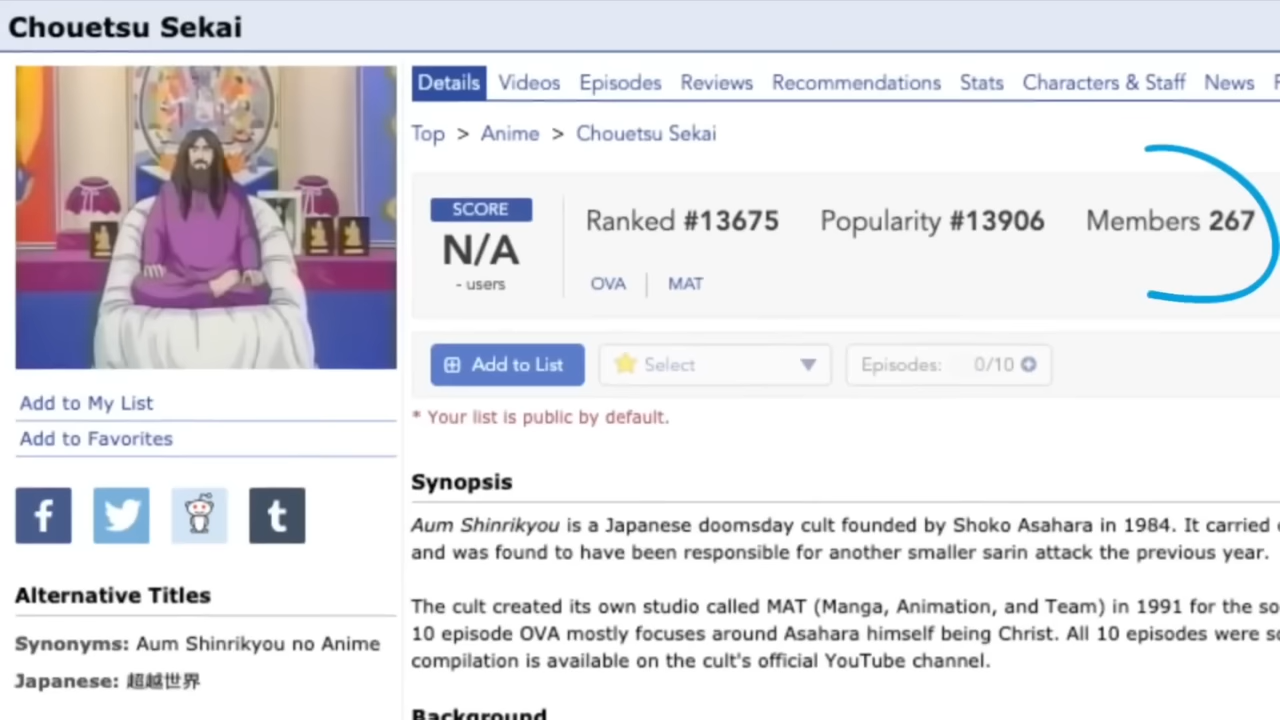 Chouetsu Sekai
Details Videos Episodes Reviews Recommendations Stats Characters & Staff News
Top > Anime > Chouetsu Sekai
SCORE
N/A
- users
Ranked #13675 Popularity #13906 Members 267
OVA | MAT
Add to List
Select
Episodes: 0/10
* Your list is public by default.
Add to My List
Add to Favorites
f
t
Alternative Titles
Synonyms: Aum Shinrikyou no Anime
Japanese: 超越世界
Synopsis
Aum Shinrikyou is a Japanese doomsday cult founded by Shoko Asahara in 1984. It carried
and was found to have been responsible for another smaller sarin attack the previous year.
The cult created its own studio called MAT (Manga, Animation, and Team) in 1991 for the
10 episode OVA mostly focuses around Asahara himself being Christ. All 10 episodes were
compilation is available on the cult's official YouTube channel.
Background